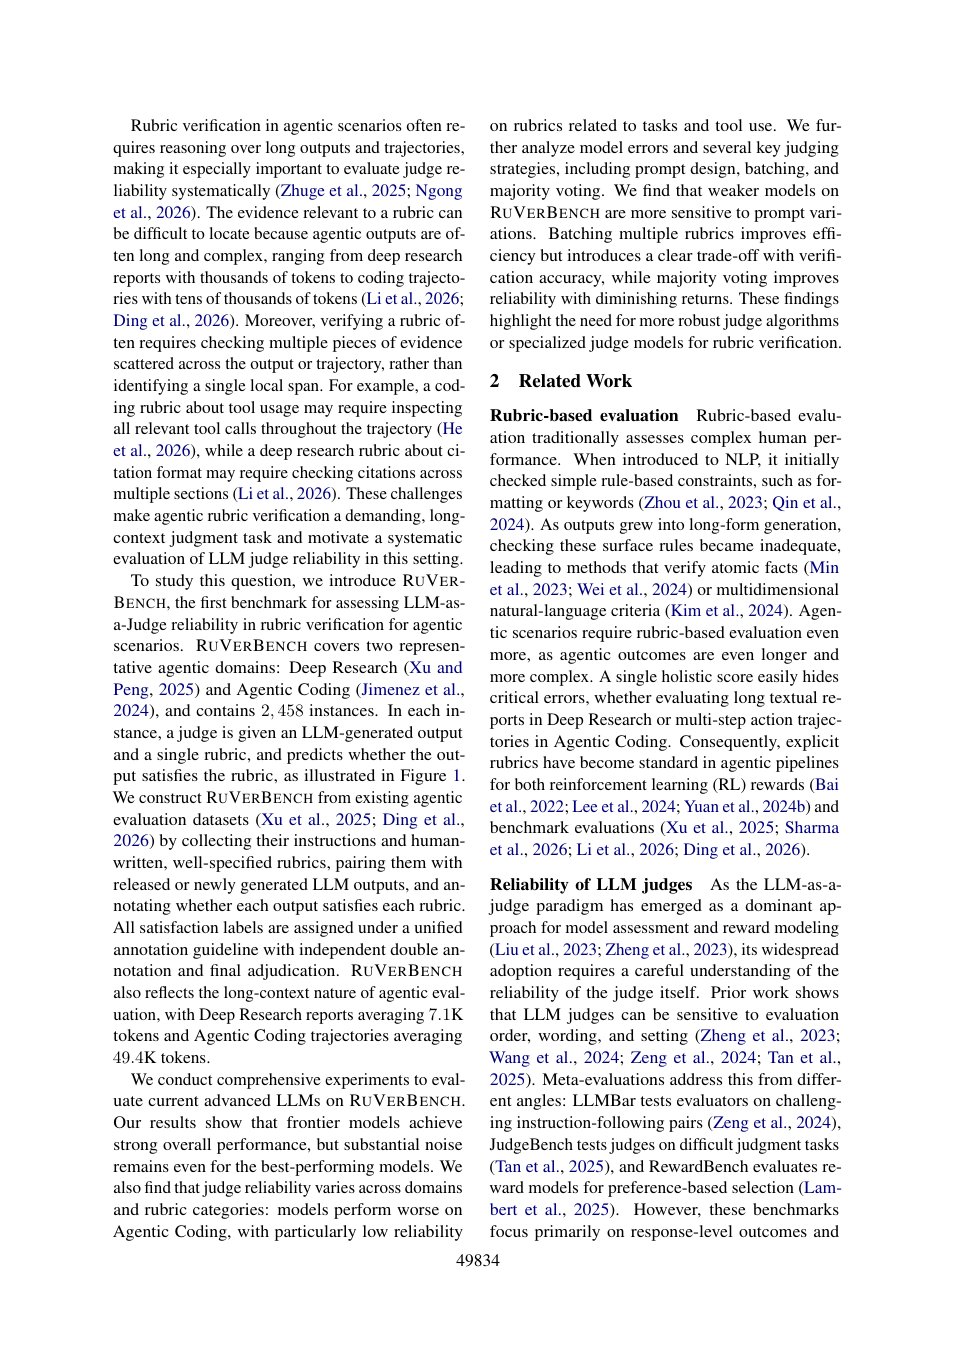 Rubric verification in agentic scenarios often re-
quires reasoning over long outputs and trajectories,
making it especially important to evaluate judge re-
liability systematically (Zhuge et al., 2025; Ngong
et al., 2026). The evidence relevant to a rubric can
be difficult to locate because agentic outputs are of-
ten long and complex, ranging from deep research
reports with thousands of tokens to coding trajecto-
ries with tens of thousands of tokens (Li et al., 2026;
Ding et al., 2026). Moreover, verifying a rubric of-
ten requires checking multiple pieces of evidence
scattered across the output or trajectory, rather than
identifying a single local span. For example, a cod-
ing rubric about tool usage may require inspecting
all relevant tool calls throughout the trajectory (He
et al., 2026), while a deep research rubric about ci-
tation format may require checking citations across
multiple sections (Li et al., 2026). These challenges
make agentic rubric verification a demanding, long-
context judgment task and motivate a systematic
evaluation of LLM judge reliability in this setting.
To study this question, we introduce RUVER-
BENCH, the first benchmark for assessing LLM-as-
a-Judge reliability in rubric verification for agentic
scenarios. RUVERBENCH covers two represen-
tative agentic domains: Deep Research (Xu and
Peng, 2025) and Agentic Coding (Jimenez et al.,
2024), and contains 2, 458 instances. In each in-
stance, a judge is given an LLM-generated output
and a single rubric, and predicts whether the out-
put satisfies the rubric, as illustrated in Figure 1.
We construct RUVERBENCH from existing agentic
evaluation datasets (Xu et al., 2025; Ding et al.,
2026) by collecting their instructions and human-
written, well-specified rubrics, pairing them with
released or newly generated LLM outputs, and an-
notating whether each output satisfies each rubric.
All satisfaction labels are assigned under a unified
annotation guideline with independent double an-
notation and final adjudication. RUVERBENCH
also reflects the long-context nature of agentic eval-
uation, with Deep Research reports averaging 7.1K
tokens and Agentic Coding trajectories averaging
49.4K tokens.
We conduct comprehensive experiments to eval-
uate current advanced LLMs on RUVERBENCH.
Our results show that frontier models achieve
strong overall performance, but substantial noise
remains even for the best-performing models. We
also find that judge reliability varies across domains
and rubric categories: models perform worse on
Agentic Coding, with particularly low reliability
on rubrics related to tasks and tool use. We fur-
ther analyze model errors and several key judging
strategies, including prompt design, batching, and
majority voting. We find that weaker models on
RUVERBENCH are more sensitive to prompt vari-
ations. Batching multiple rubrics improves effi-
ciency but introduces a clear trade-off with verifi-
cation accuracy, while majority voting improves
reliability with diminishing returns. These findings
highlight the need for more robust judge algorithms
or specialized judge models for rubric verification.
2 Related Work
Rubric-based evaluation Rubric-based evalu-
ation traditionally assesses complex human per-
formance. When introduced to NLP, it initially
checked simple rule-based constraints, such as for-
matting or keywords (Zhou et al., 2023; Qin et al.,
2024). As outputs grew into long-form generation,
checking these surface rules became inadequate,
leading to methods that verify atomic facts (Min
et al., 2023; Wei et al., 2024) or multidimensional
natural-language criteria (Kim et al., 2024). Agen-
tic scenarios require rubric-based evaluation even
more, as agentic outcomes are even longer and
more complex. A single holistic score easily hides
critical errors, whether evaluating long textual re-
ports in Deep Research or multi-step action trajec-
tories in Agentic Coding. Consequently, explicit
rubrics have become standard in agentic pipelines
for both reinforcement learning (RL) rewards (Bai
et al., 2022; Lee et al., 2024; Yuan et al., 2024b) and
benchmark evaluations (Xu et al., 2025; Sharma
et al., 2026; Li et al., 2026; Ding et al., 2026).
Reliability of LLM judges As the LLM-as-a-
judge paradigm has emerged as a dominant ap-
proach for model assessment and reward modeling
(Liu et al., 2023; Zheng et al., 2023), its widespread
adoption requires a careful understanding of the
reliability of the judge itself. Prior work shows
that LLM judges can be sensitive to evaluation
order, wording, and setting (Zheng et al., 2023;
Wang et al., 2024; Zeng et al., 2024; Tan et al.,
2025). Meta-evaluations address this from differ-
ent angles: LLMBar tests evaluators on challeng-
ing instruction-following pairs (Zeng et al., 2024),
JudgeBench tests judges on difficult judgment tasks
(Tan et al., 2025), and RewardBench evaluates re-
ward models for preference-based selection (Lam-
bert et al., 2025). However, these benchmarks
focus primarily on response-level outcomes and
49834